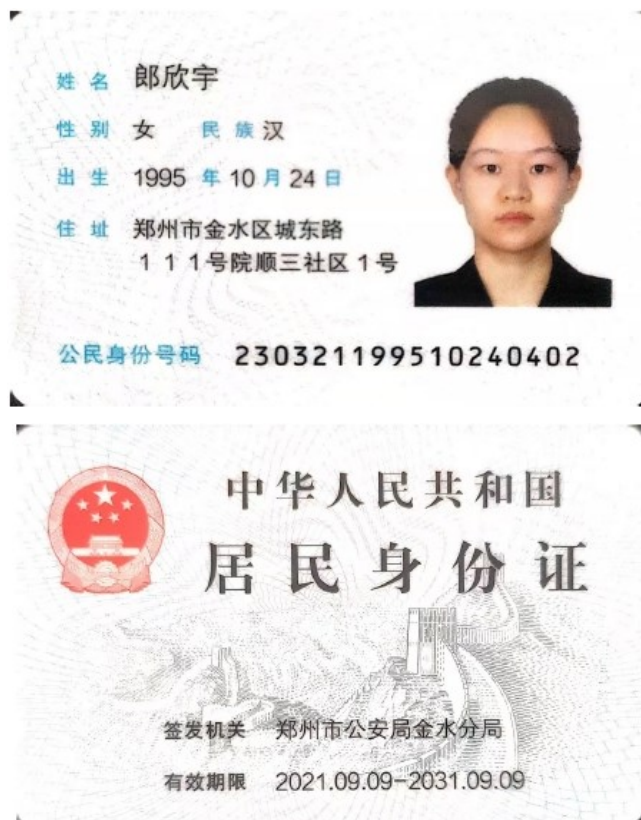 姓名 郎欣宇
性别 女 民族 汉
出生 1995 年 10 月 24 日
住址 郑州市金水区城东路
111号院顺三社区1号
公民身份号码 230321199510240402
中华人民共和国
居民身份证
签发机关 郑州市公安局金水分局
有效期限 2021.09.09-2031.09.09